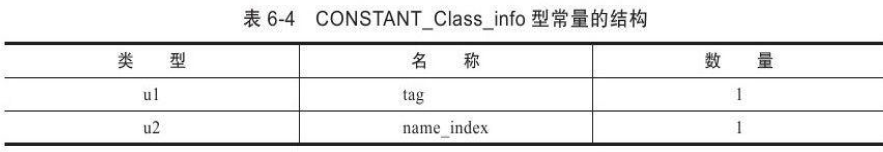 表 6-4 CONSTANT_Class_info 型常量的结构
类 型 名 称 数 量
u1 tag 1
u2 name_index 1